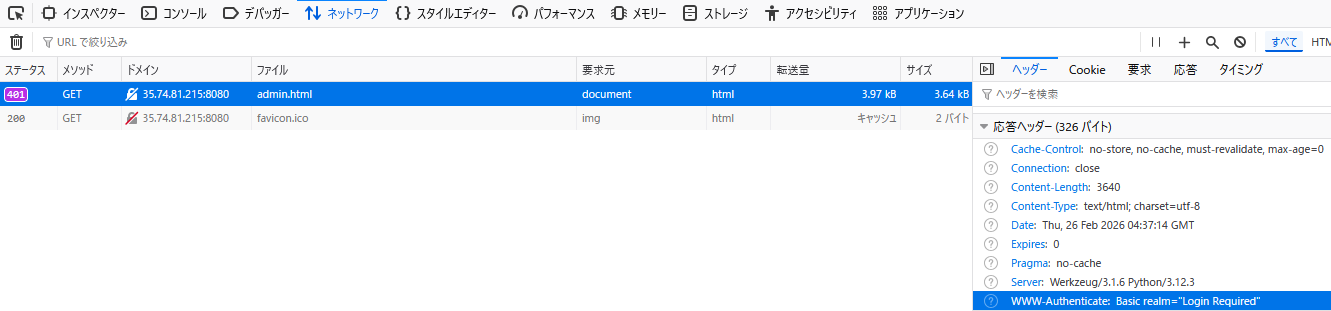 インスペクター コンソール デバッガー ネットワーク スタイルエディター パフォーマンス メモリー ストレージ アクセシビリティ アプリケーション
URL で絞り込み すべて HTM
ステータス メソッド ドメイン ファイル 要求元 タイプ 転送量 サイズ
401 GET 35.74.81.215:8080 admin.html document html 3.97 kB 3.64 kB
200 GET 35.74.81.215:8080 favicon.ico img html キャッシュ 2 バイト
ヘッダー Cookie 要求 応答 タイミング
ヘッダーを検索
応答ヘッダー (326 バイト)
Cache-Control: no-store, no-cache, must-revalidate, max-age=0
Connection: close
Content-Length: 3640
Content-Type: text/html; charset=utf-8
Date: Thu, 26 Feb 2026 04:37:14 GMT
Expires: 0
Pragma: no-cache
Server: Werkzeug/3.1.6 Python/3.12.3
WWW-Authenticate: Basic realm="Login Required"